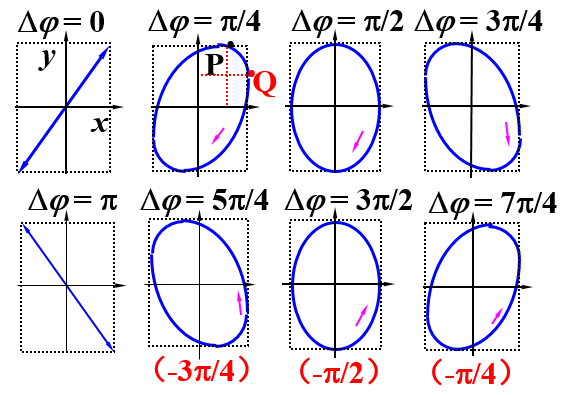 Δφ = 0
Δφ = π/4
Δφ = π/2
Δφ = 3π/4
y
x
P
Q
Δφ = π
Δφ = 5π/4
Δφ = 3π/2
Δφ = 7π/4
（-3π/4）
（-π/2）
（-π/4）